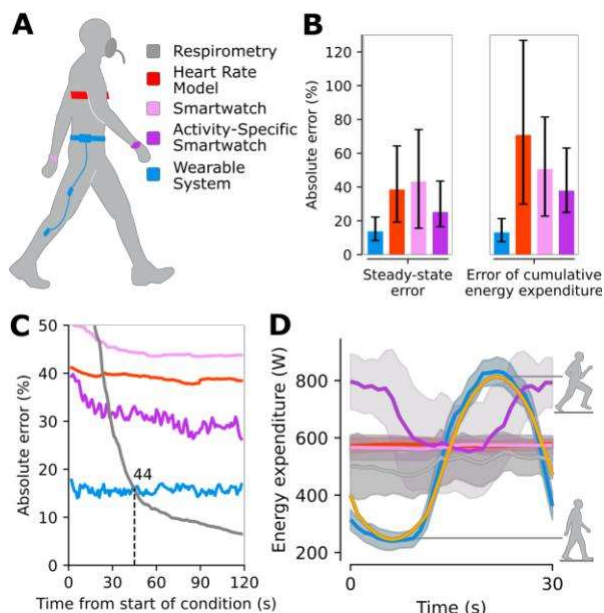 A
Respirometry
Heart Rate
Model
Smartwatch
Activity-Specific
Smartwatch
Wearable
System
B
Absolute error (%)
120
100
80
60
40
20
0
Steady-state
error
Error of cumulative
energy expenditure
C
Absolute error (%)
50
40
30
20
10
0
44
0 30 60 90 120
Time from start of condition (s)
D
Energy expenditure (W)
800
600
400
200
0 30
Time (s)